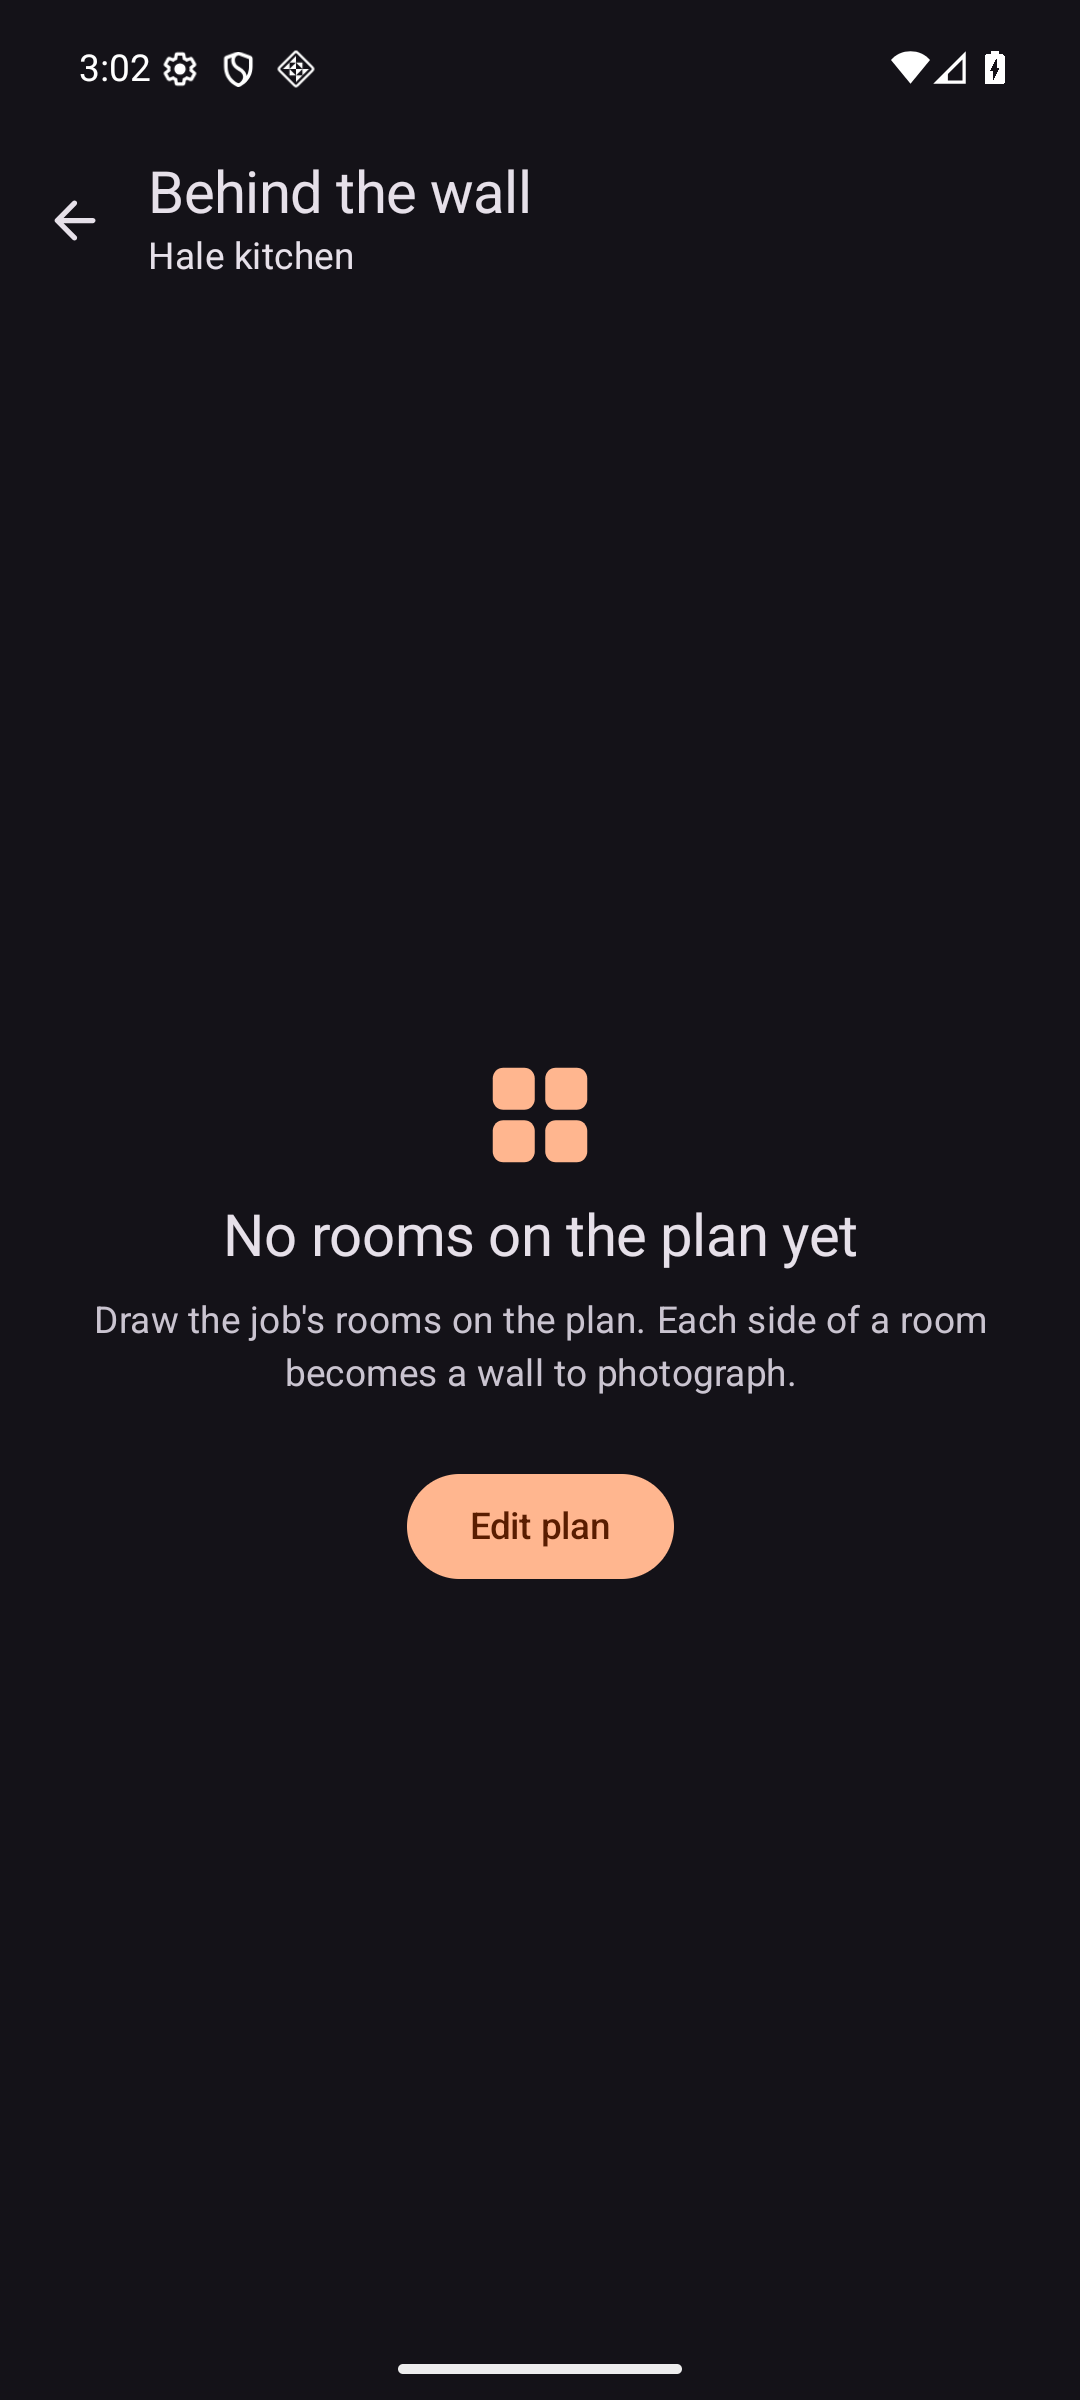 3:02
Behind the wall
Hale kitchen
No rooms on the plan yet
Draw the job's rooms on the plan. Each side of a room
becomes a wall to photograph.
Edit plan